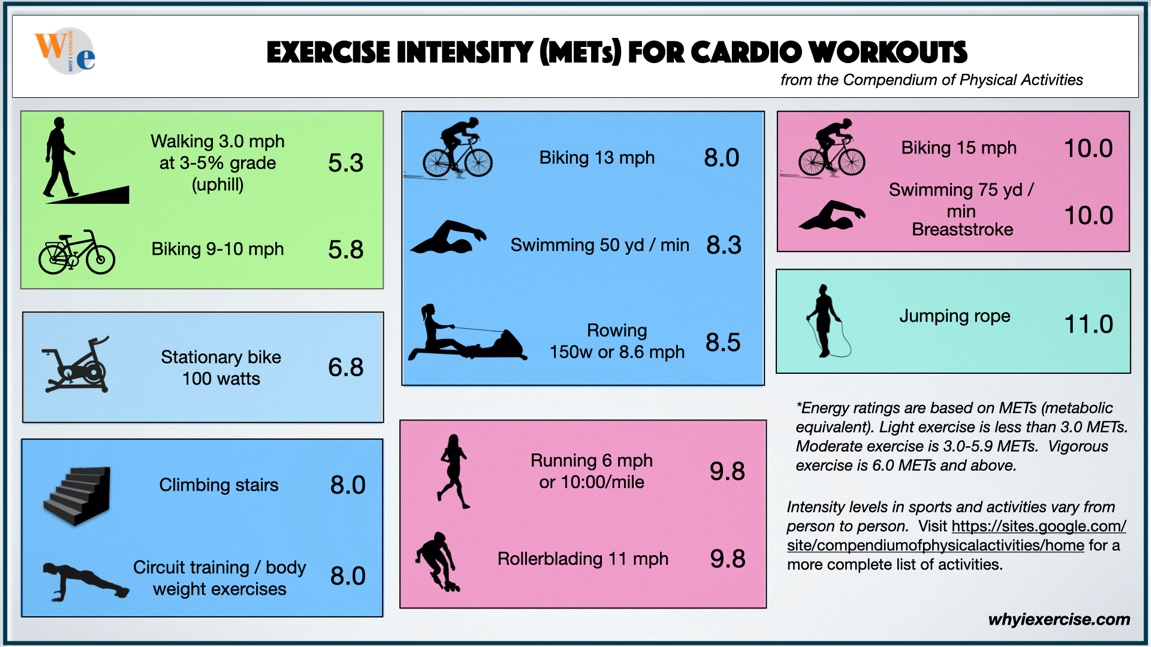 W
e
WHY I EXERCISE
EXERCISE INTENSITY (METs) FOR CARDIO WORKOUTS
from the Compendium of Physical Activities
Walking 3.0 mph
at 3-5% grade
(uphill)
5.3
Biking 9-10 mph
5.8
Stationary bike
100 watts
6.8
Climbing stairs
8.0
Circuit training / body
weight exercises
8.0
Biking 13 mph
8.0
Swimming 50 yd / min
8.3
Rowing
150w or 8.6 mph
8.5
Running 6 mph
or 10:00/mile
9.8
Rollerblading 11 mph
9.8
Biking 15 mph
10.0
Swimming 75 yd /
min
Breaststroke
10.0
Jumping rope
11.0
*Energy ratings are based on METs (metabolic
equivalent). Light exercise is less than 3.0 METs.
Moderate exercise is 3.0-5.9 METs. Vigorous
exercise is 6.0 METs and above.
Intensity levels in sports and activities vary from
person to person. Visit https://sites.google.com/
site/compendiumofphysicalactivities/home for a
more complete list of activities.
whyiexercise.com